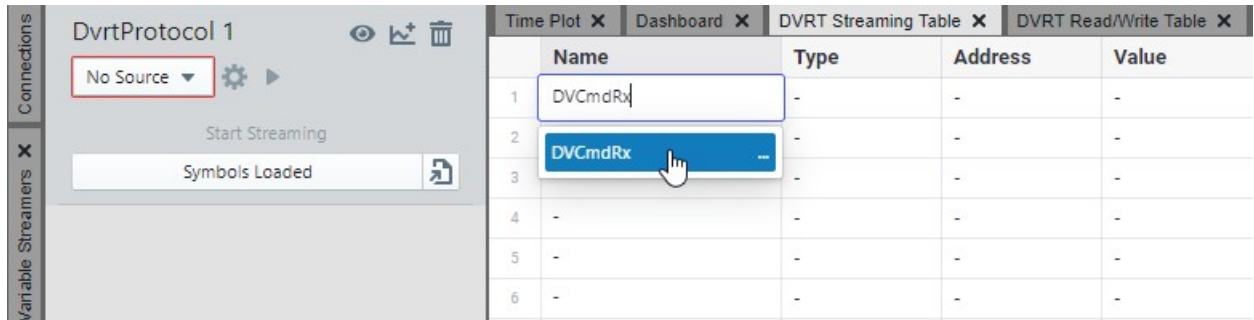 Connections
Variable Streamers
DvrtProtocol 1
No Source
Start Streaming
Symbols Loaded
Time Plot
Dashboard
DVRT Streaming Table
DVRT Read/Write Table
Name Type Address Value
1 DVCmdRx - - -
DVCmdRx ...
2 - - -
3 - - -
4 - - - -
5 - - - -
6 - - - -